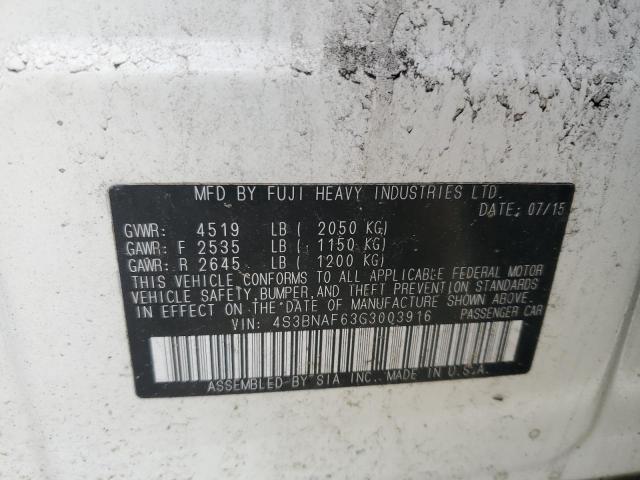 MFD BY FUJI HEAVY INDUSTRIES LTD.
DATE: 07/15
GVWR: 4519 LB ( 2050 KG)
GAWR: F 2535 LB ( 1150 KG)
GAWR: R 2645 LB ( 1200 KG)
THIS VEHICLE CONFORMS TO ALL APPLICABLE FEDERAL MOTOR
VEHICLE SAFETY, BUMPER, AND THEFT PREVENTION STANDARDS
IN EFFECT ON THE DATE OF MANUFACTURE SHOWN ABOVE.
VIN: 4S3BNAF63G3003916 PASSENGER CAR
ASSEMBLED BY SIA INC., MADE IN U.S.A.